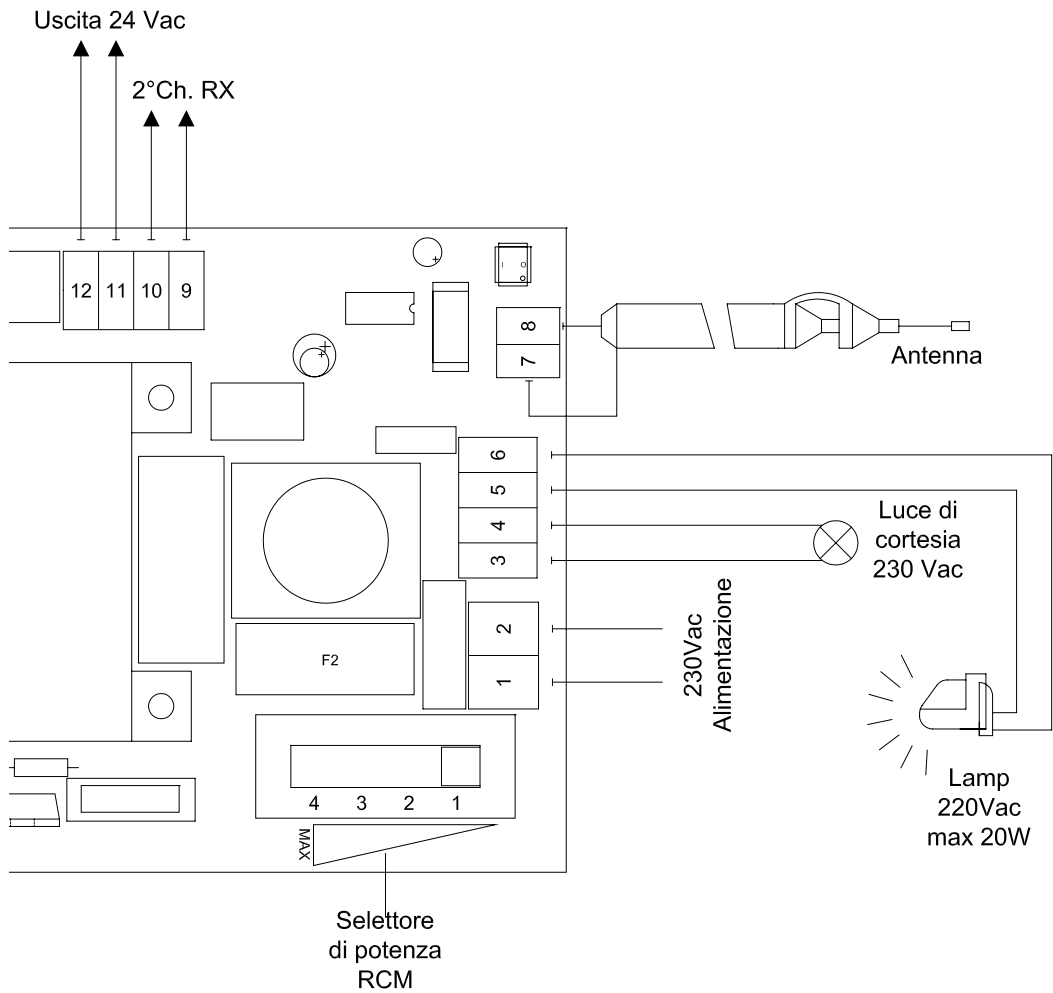 Uscita 24 Vac
2°Ch. RX
12 11 10 9
8
7
Antenna
6
5
4
3
Luce di
cortesia
230 Vac
2
1
230Vac
Alimentazione
F2
Lamp
220Vac
max 20W
4 3 2 1
MAX
Selettore
di potenza
RCM